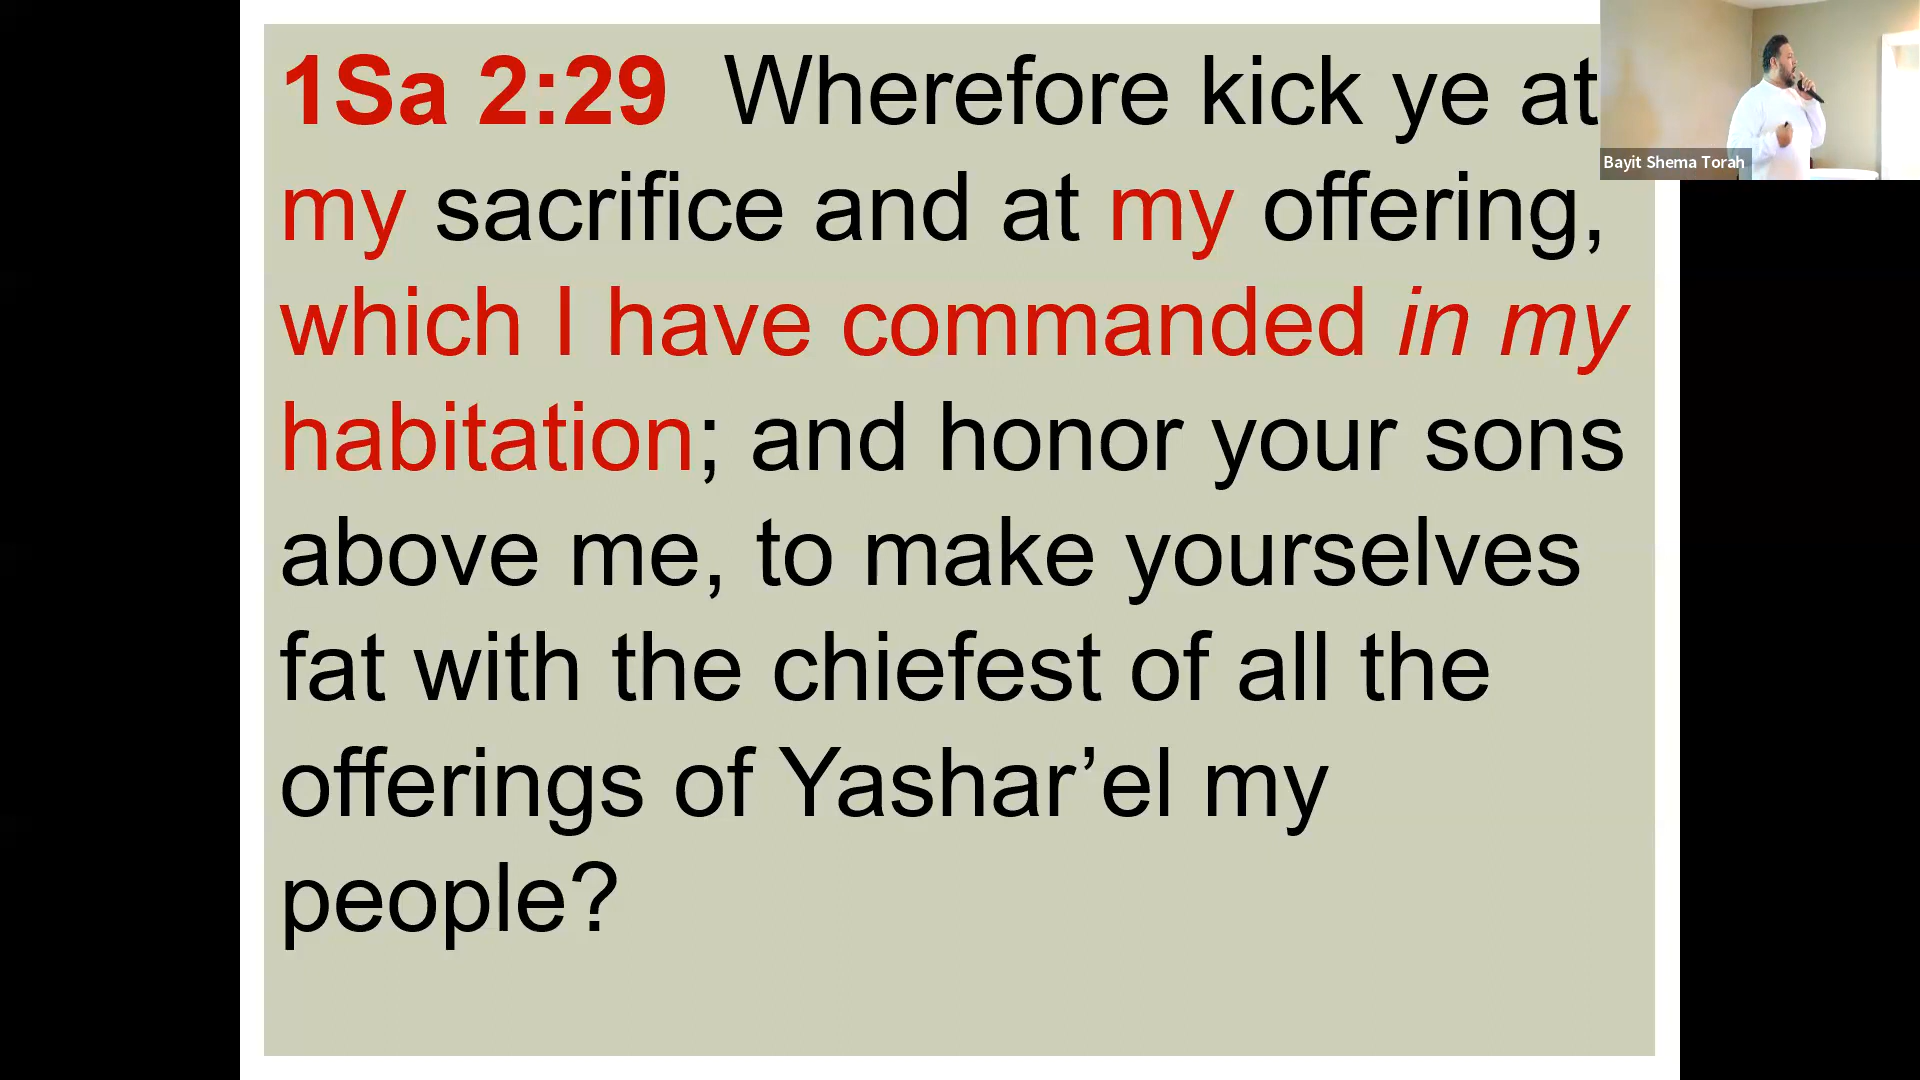 1Sa 2:29 Wherefore kick ye at
my sacrifice and at my offering,
which I have commanded in my
habitation; and honor your sons
above me, to make yourselves
fat with the chiefest of all the
offerings of Yashar’el my
people?
Bayit Shema Torah